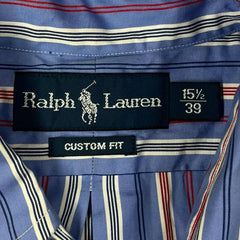 Ralph Lauren
15½
39
CUSTOM FIT